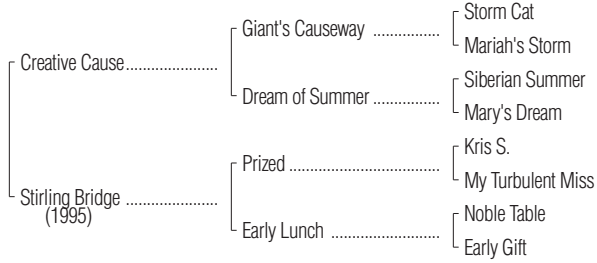 Storm Cat
Giant's Causeway ................
Mariah's Storm
Creative Cause......................
Siberian Summer
Dream of Summer ................
Mary's Dream
Kris S.
Prized ....................................
My Turbulent Miss
Stirling Bridge ......................
(1995)
Noble Table
Early Lunch ..........................
Early Gift